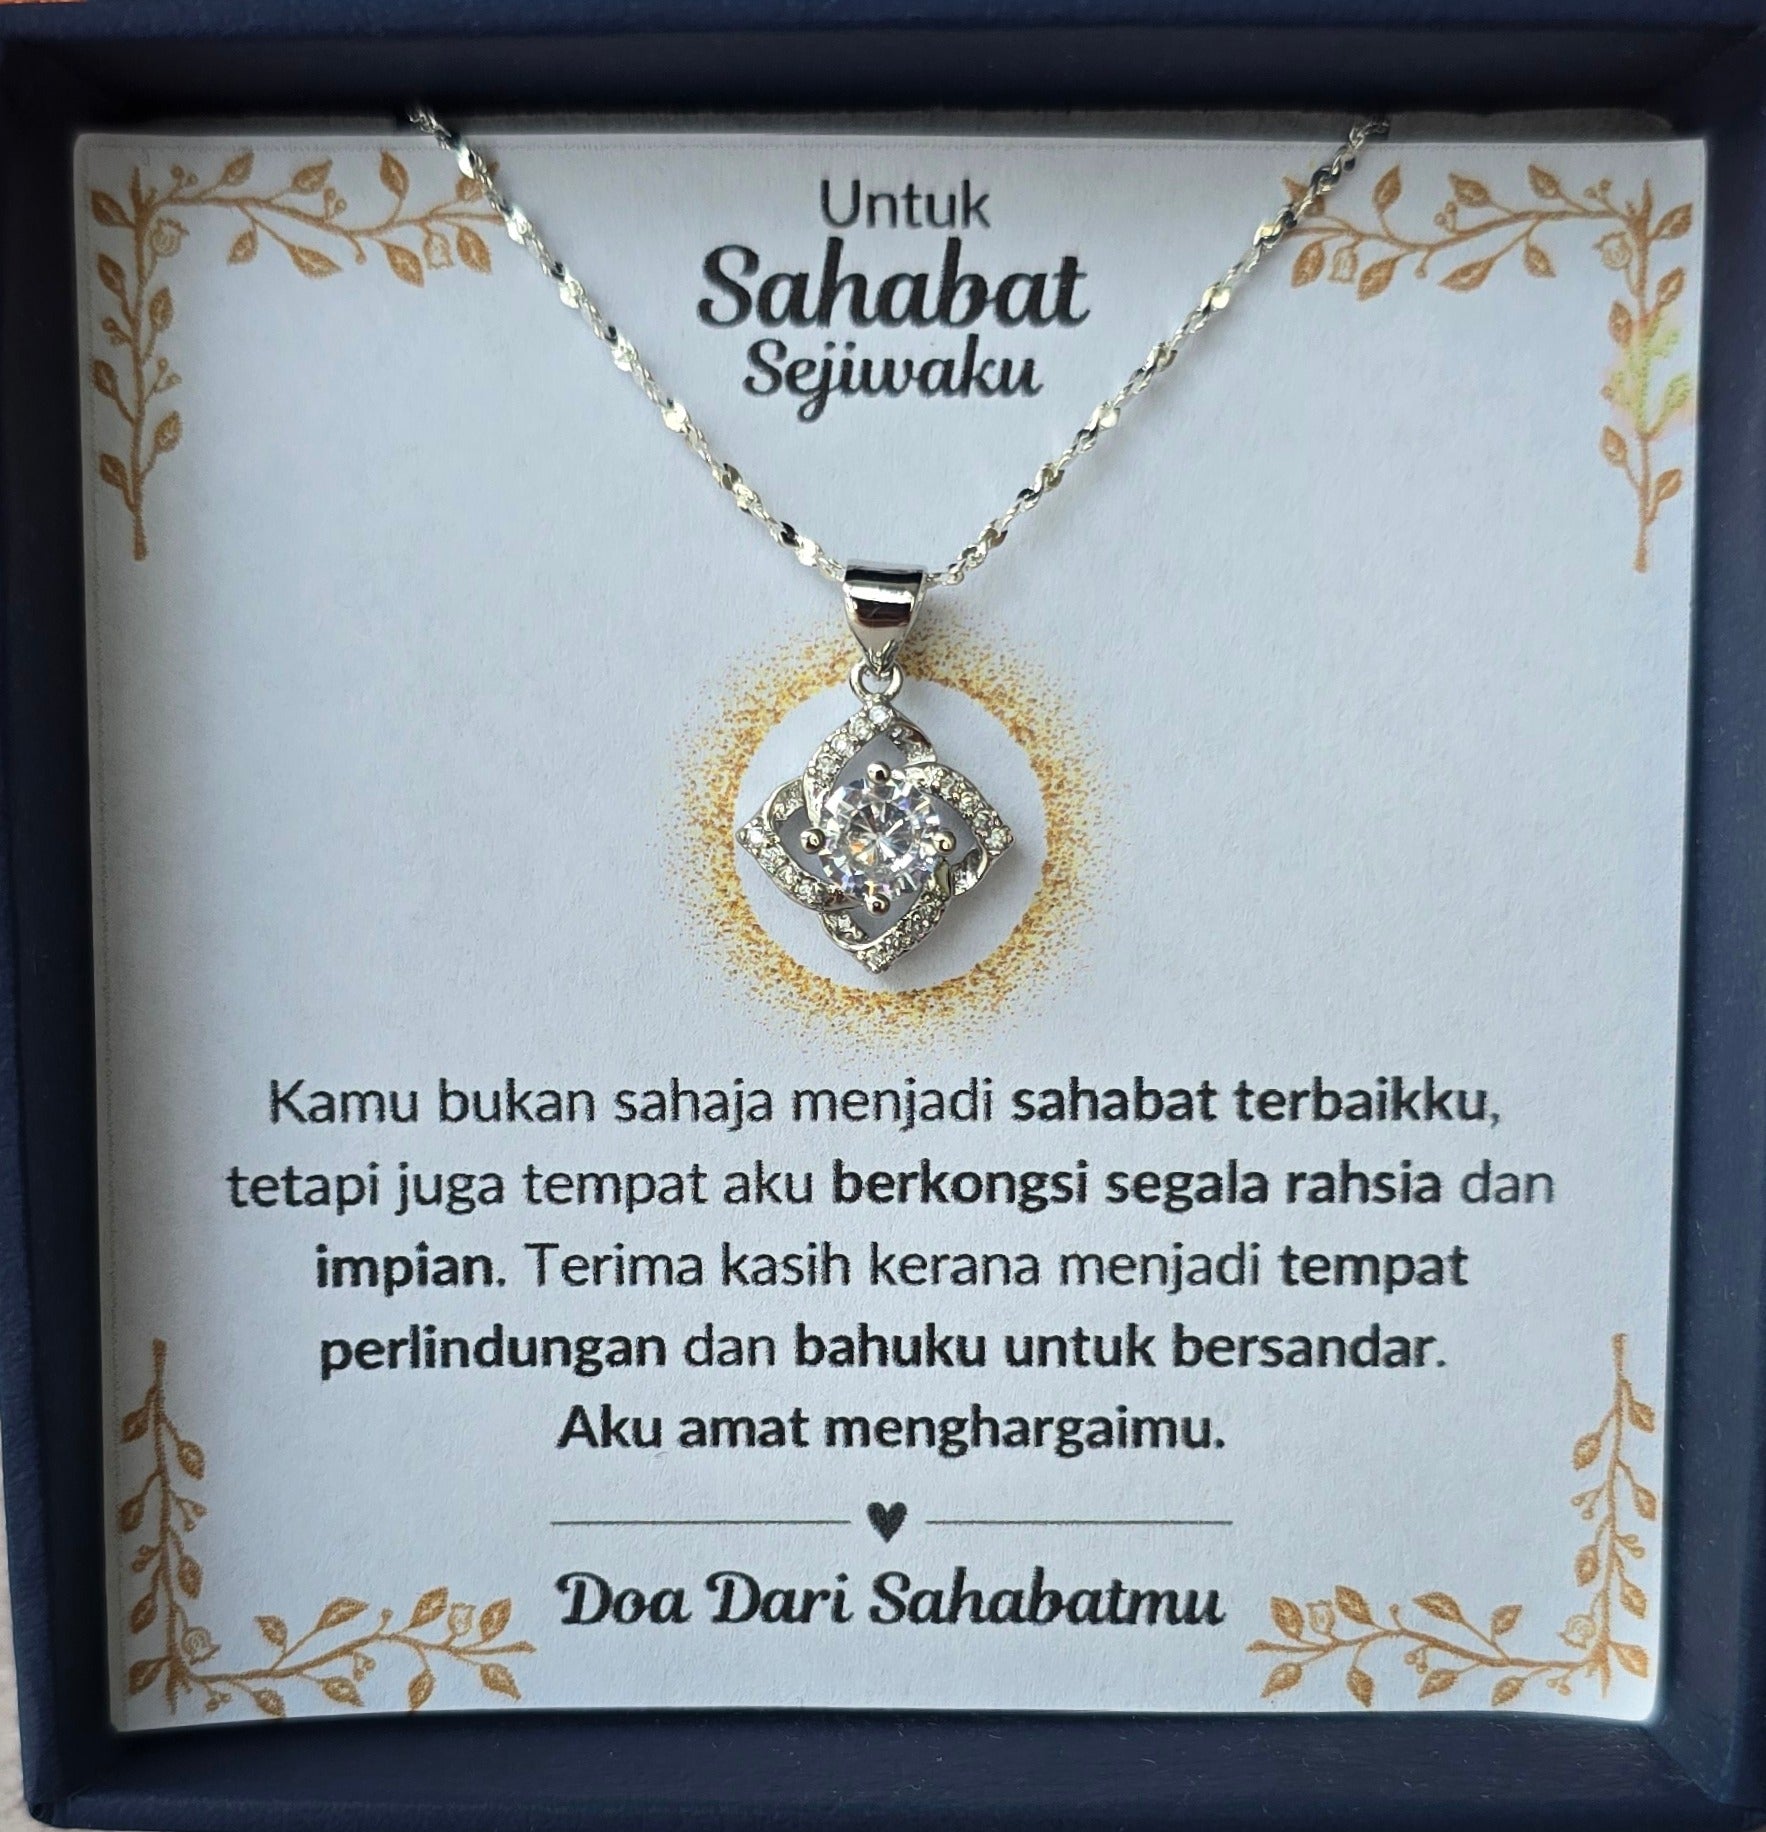 Untuk
Sahabat
Sejiwaku
Kamu bukan sahaja menjadi sahabat terbaikku,
tetapi juga tempat aku berkongsi segala rahsia dan
impian. Terima kasih kerana menjadi tempat
perlindungan dan bahuku untuk bersandar.
Aku amat menghargaimu.
Doa Dari Sahabatmu